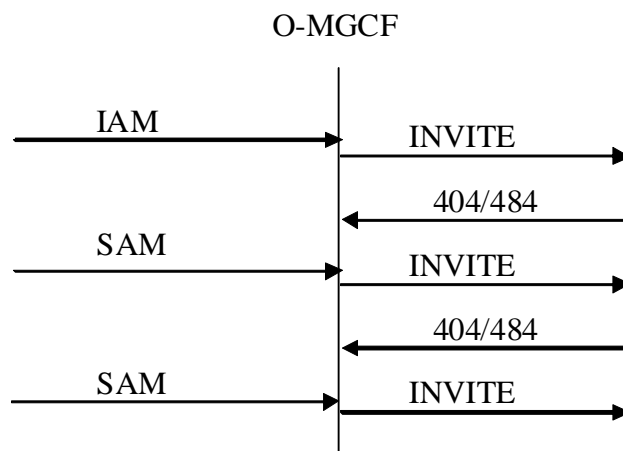 O-MGCF
IAM
INVITE
404/484
SAM
INVITE
404/484
SAM
INVITE